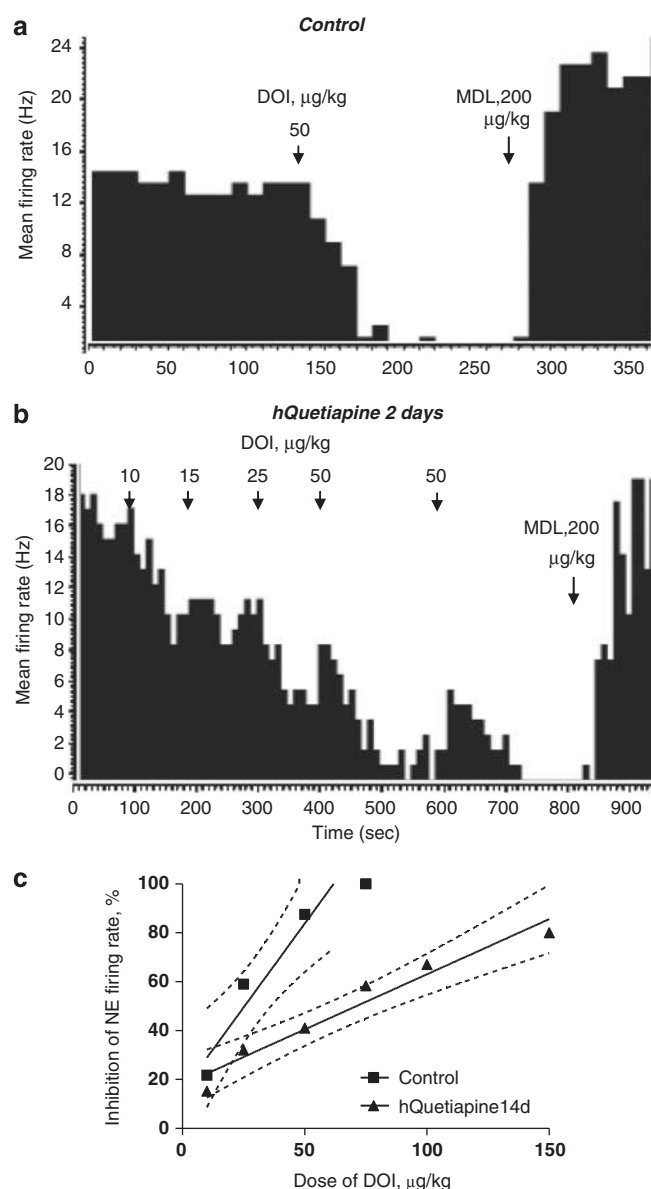 a
Control
24
20
16
12
8
4
Mean firing rate (Hz)
DOI, μg/kg
50
MDL,200
μg/kg
0 50 100 150 200 250 300 350
b
hQuetiapine 2 days
DOI, μg/kg
10 15 25 50 50
MDL,200
μg/kg
20
18
16
14
12
10
8
6
4
2
0
Mean firing rate (Hz)
0 100 200 300 400 500 600 700 800 900
Time (sec)
c
100
80
60
40
20
0
Inhibition of NE firing rate, %
Control
hQuetiapine14d
0 50 100 150
Dose of DOI, μg/kg